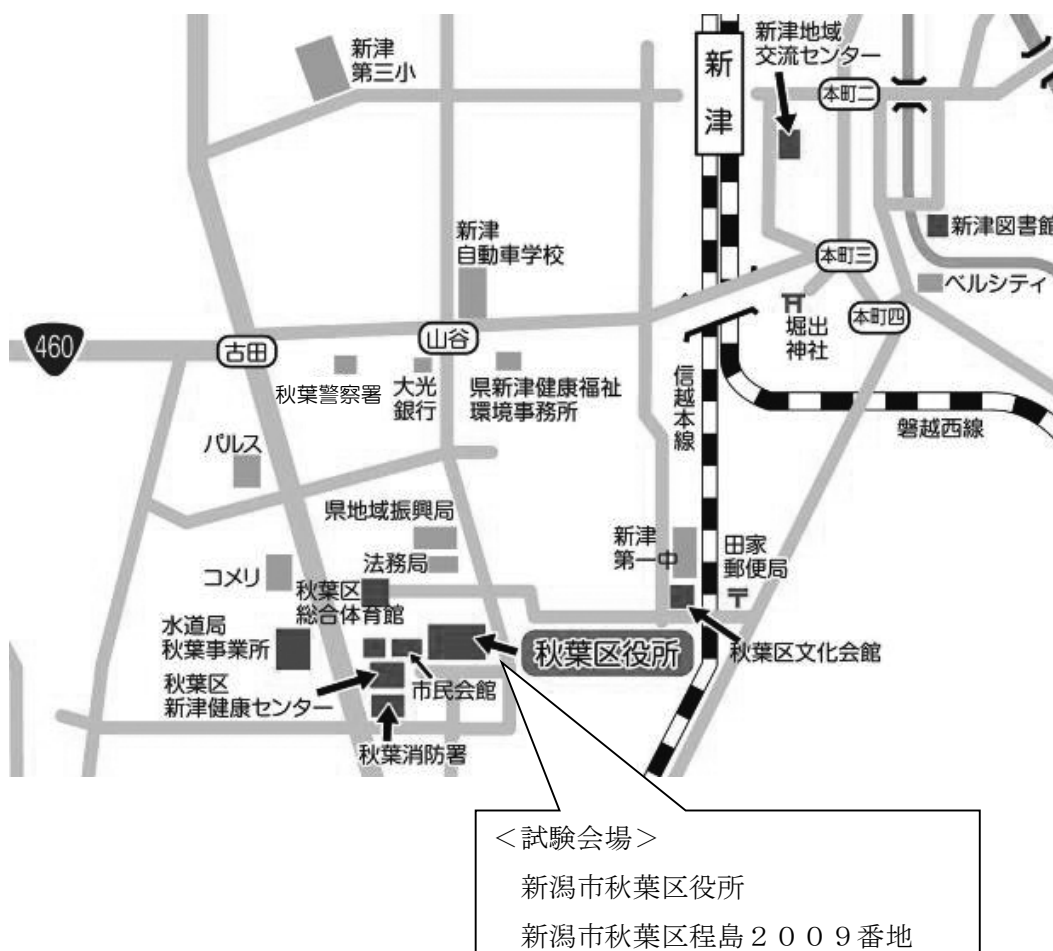 新津
第三小
新津
新津地域
交流センター
本町二
新津図書館
ベルシティ
本町三
堀出
神社
本町四
新津
自動車学校
460
古田
山谷
秋葉警察署
大光
銀行
県新津健康福祉
環境事務所
信越本線
磐越西線
パルス
県地域振興局
法務局
新津
第一中
田家
郵便局
コメリ
秋葉区
総合体育館
水道局
秋葉事業所
秋葉区役所
秋葉区文化会館
秋葉区
新津健康センター
市民会館
秋葉消防署
＜試験会場＞
新潟市秋葉区役所
新潟市秋葉区程島２００９番地